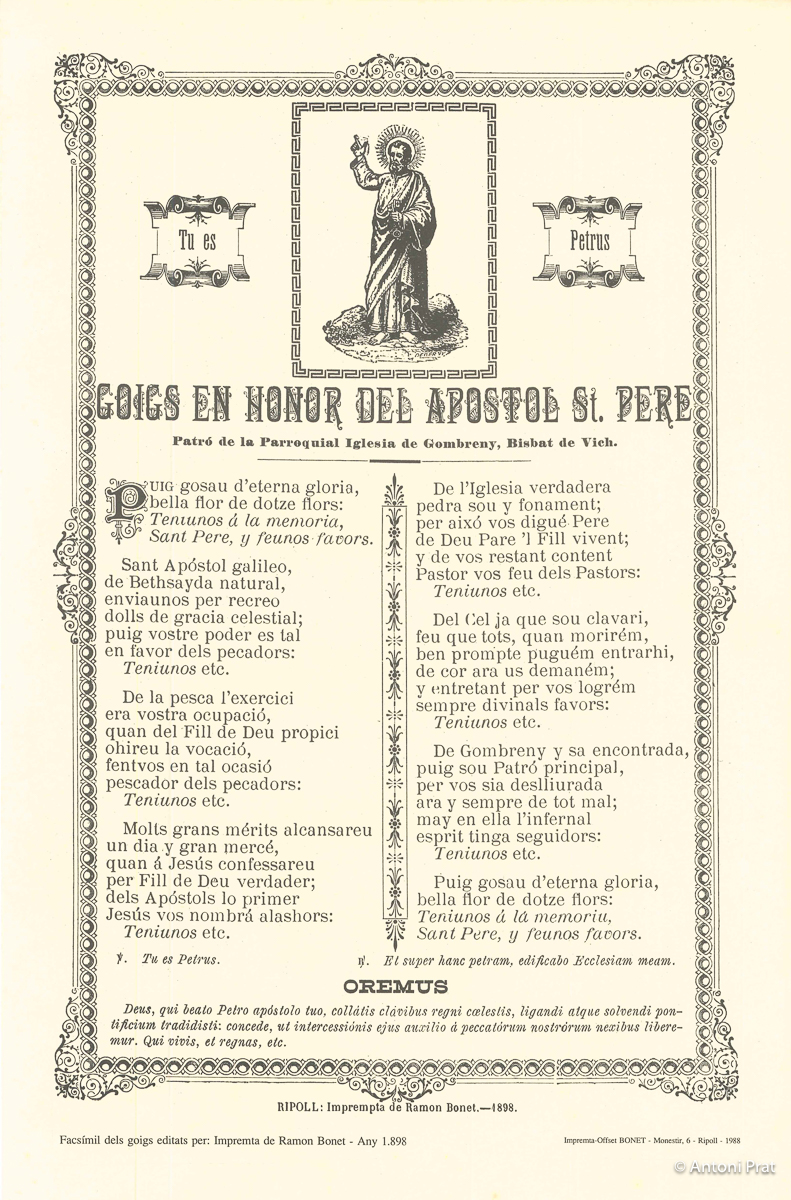 Tu es
Petrus
GOIGS EN HONOR DEL APOSTOL St. PERE
Patró de la Parroquial Iglesia de Gombreny, Bisbat de Vich.
PUIG gosau d'eterna gloria,
bella flor de dotze flors:
Teniunos á la memoria,
Sant Pere, y feunos favors.
Sant Apóstol galileo,
de Bethsayda natural,
enviaunos per recreo
dolls de gracia celestial;
puig vostre poder es tal
en favor dels pecadors:
Teniunos etc.
De la pesca l'exercici
era vostra ocupació,
quan del Fill de Deu propici
ohireu la vocació,
fentvos en tal ocasió
pescador dels pecadors:
Teniunos etc.
Molts grans mérits alcansareu
un dia y gran mercé,
quan á Jesús confessareu
per Fill de Deu verdader;
dels Apóstols lo primer
Jesús vos nombrá alashors:
Teniunos etc.
De l'Iglesia verdadera
pedra sou y fonament;
per aixó vos digué Pere
de Deu Pare 'l Fill vivent;
y de vos restant content
Pastor vos feu dels Pastors:
Teniunos etc.
Del Cel ja que sou clavari,
feu que tots, quan morirém,
ben prompte puguém entrarhi,
de cor ara us demaném;
y entretant per vos logrém
sempre divinals favors:
Teniunos etc.
De Gombreny y sa encontrada,
puig sou Patró principal,
per vos sia deslliurada
ara y sempre de tot mal;
may en ella l'infernal
esprit tinga seguidors:
Teniunos etc.
Puig gosau d'eterna gloria,
bella flor de dotze flors:
Teniunos á lá memoria,
Sant Pere, y feunos favors.
℣. Tu es Petrus.
℟. Et super hanc petram, edificabo Ecclesiam meam.
OREMUS
Deus, qui beato Petro apóstolo tuo, collátis clávibus regni cœlestis, ligandi atque solvendi pon-
tificium tradidisti: concede, ut intercessiónis ejus auxilio á peccatórum nostrórum nexibus libere-
mur. Qui vivis, et regnas, etc.
RIPOLL: Imprempta de Ramon Bonet.—1898.
Facsímil dels goigs editats per: Impremta de Ramon Bonet - Any 1.898
Impremta-Offset BONET - Monestir, 6 - Ripoll - 1988
© Antoni Prat